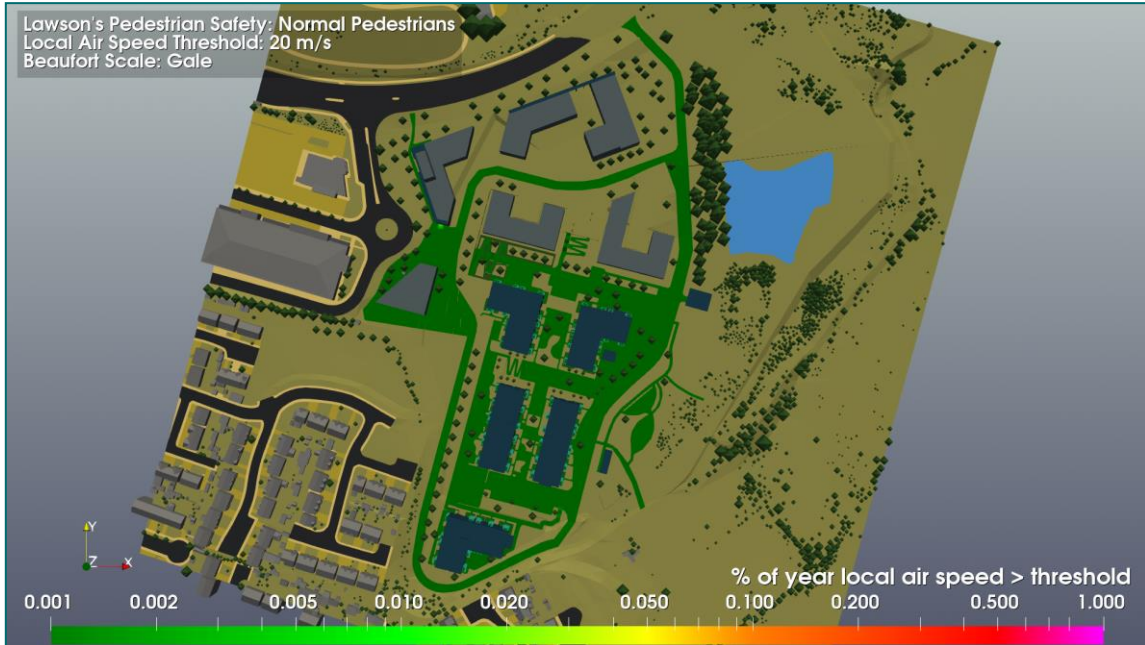 Lawson's Pedestrian Safety: Normal Pedestrians
Local Air Speed Threshold: 20 m/s
Beaufort Scale: Gale
Y
Z X
% of year local air speed > threshold
0.001 0.002 0.005 0.010 0.020 0.050 0.100 0.200 0.500 1.000